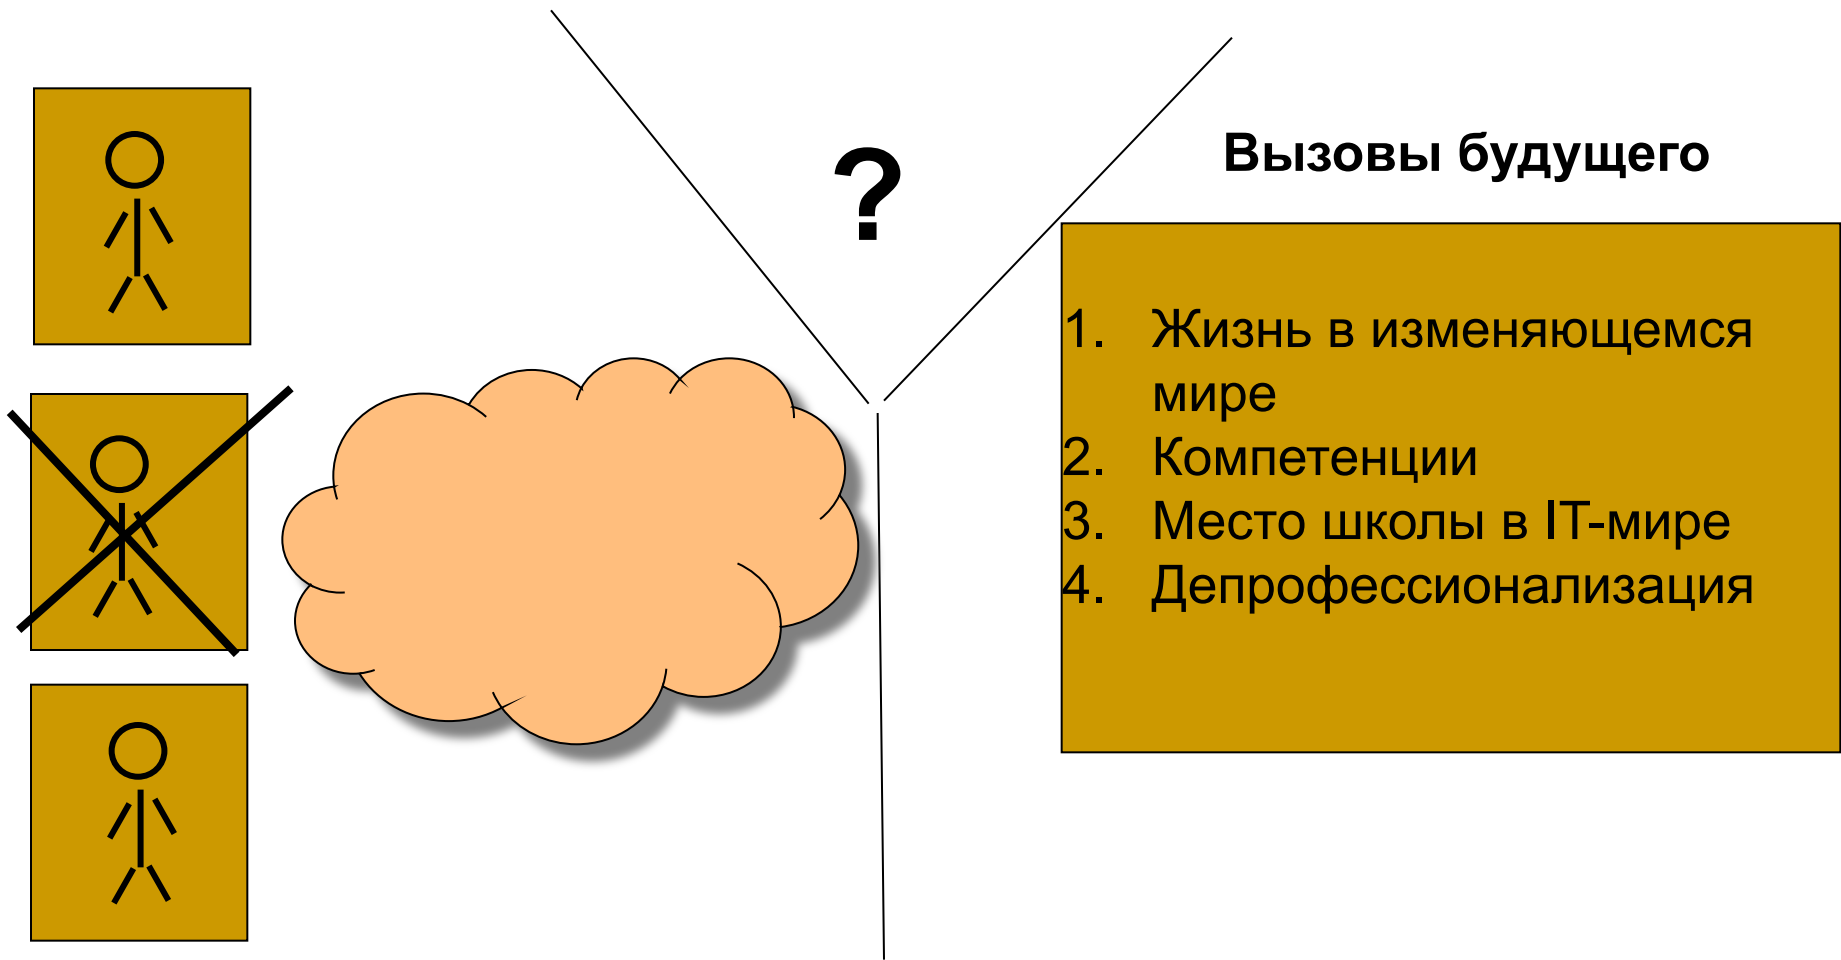 ?
Вызовы будущего
1. Жизнь в изменяющемся
мире
2. Компетенции
3. Место школы в IT-мире
4. Депрофессионализация